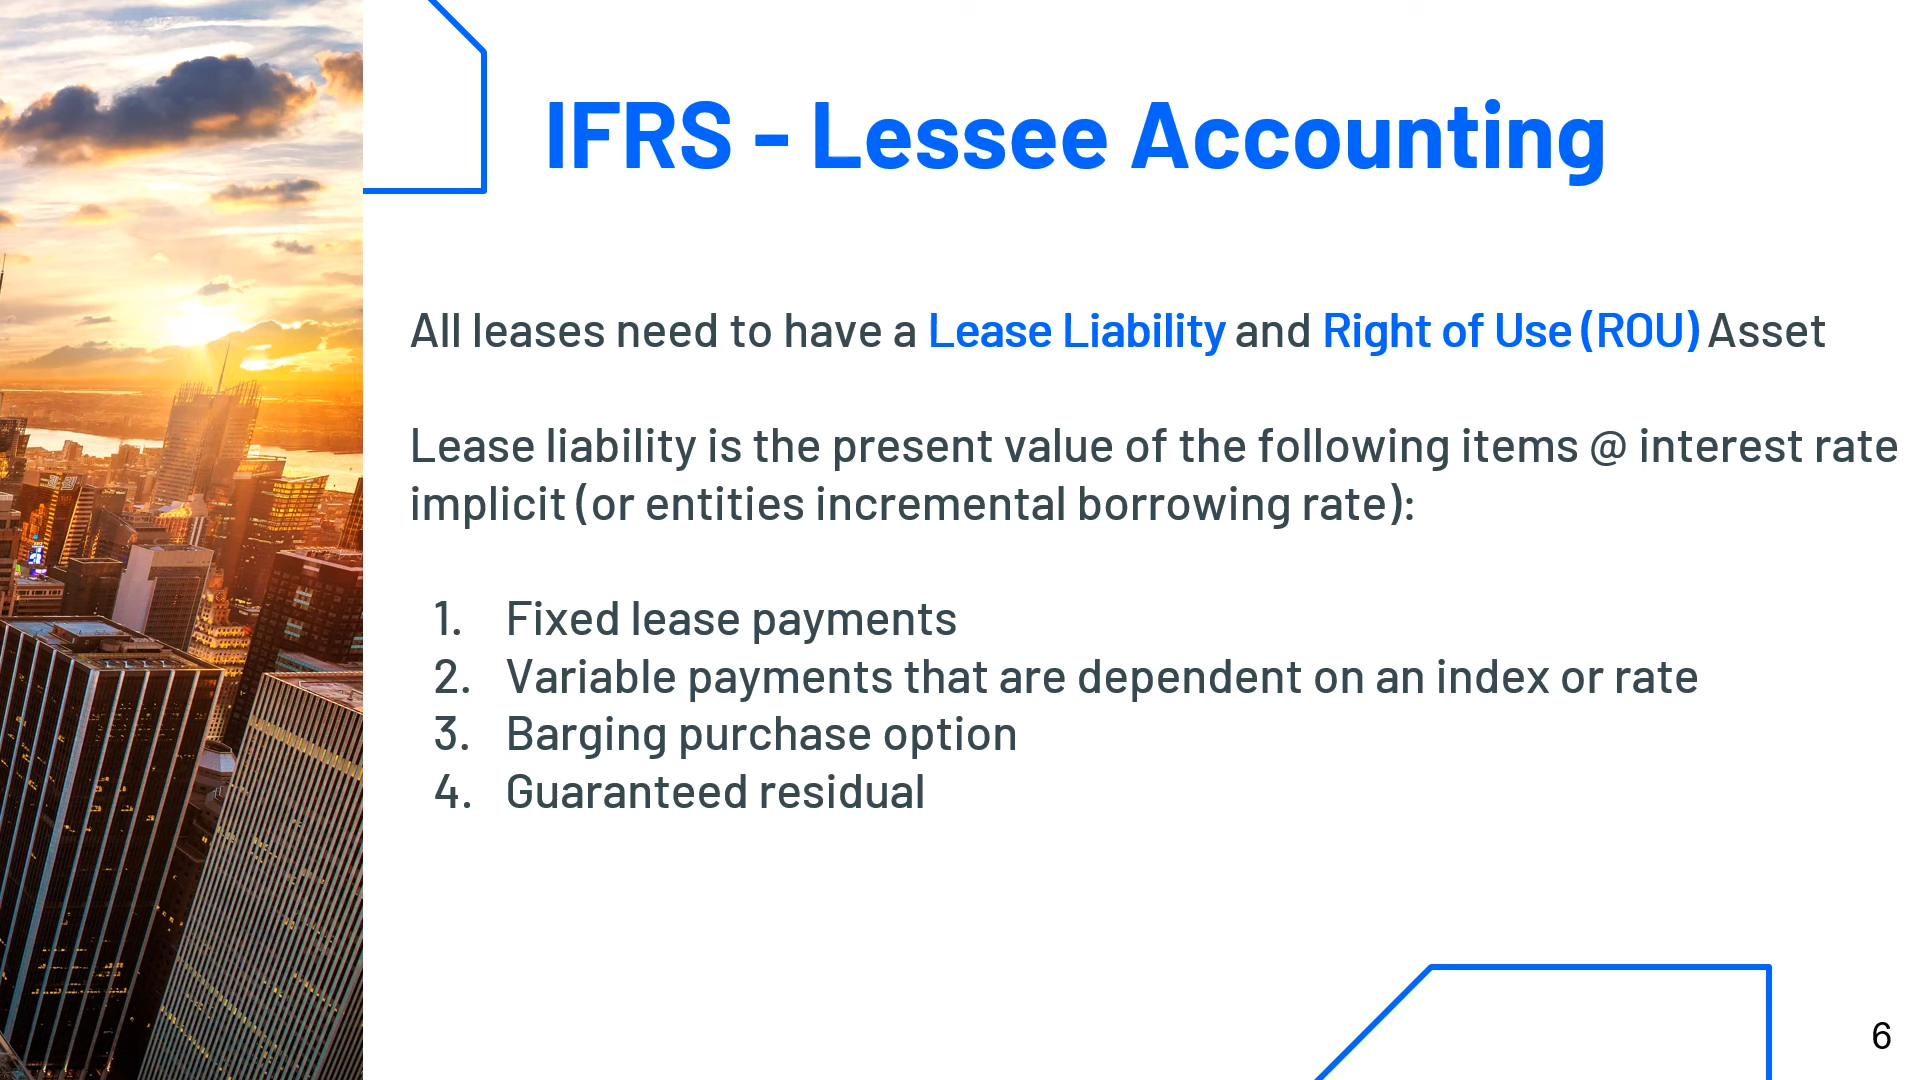 IFRS - Lessee Accounting
All leases need to have a Lease Liability and Right of Use (ROU) Asset
Lease liability is the present value of the following items @ interest rate
implicit (or entities incremental borrowing rate):
1. Fixed lease payments
2. Variable payments that are dependent on an index or rate
3. Barging purchase option
4. Guaranteed residual
6